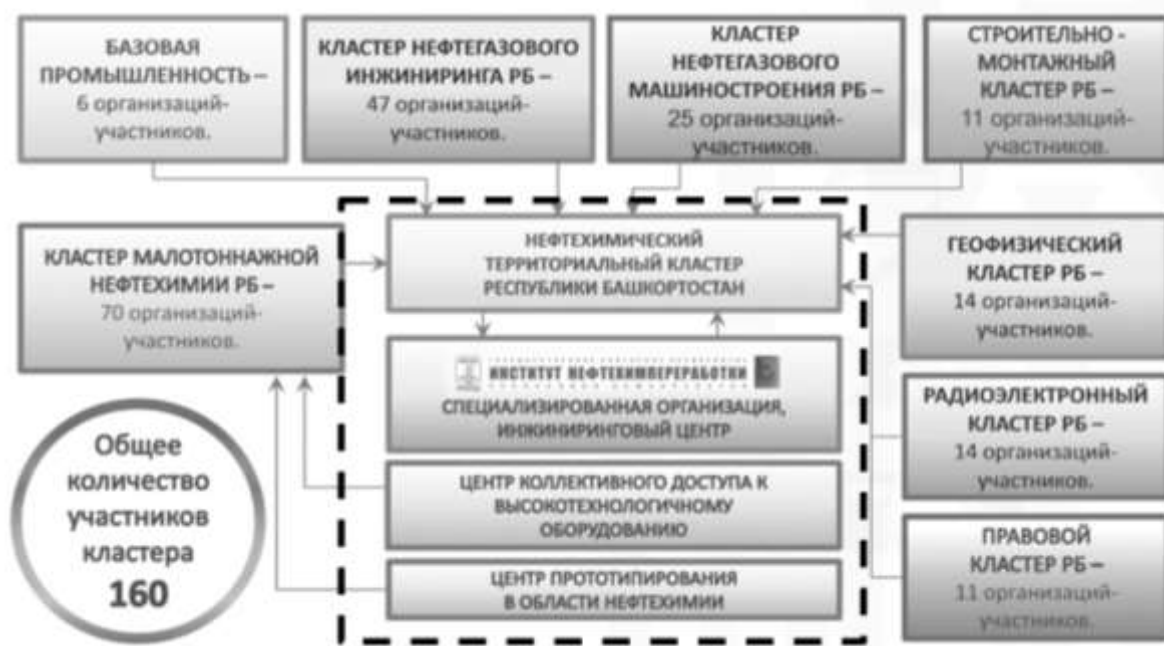 БАЗОВАЯ
ПРОМЫШЛЕННОСТЬ –
6 организаций-
участников.
КЛАСТЕР НЕФТЕГАЗОВОГО
ИНЖИНИРИНГА РБ –
47 организаций-
участников.
КЛАСТЕР
НЕФТЕГАЗОВОГО
МАШИНОСТРОЕНИЯ РБ –
25 организаций-
участников.
СТРОИТЕЛЬНО -
МОНТАЖНЫЙ
КЛАСТЕР РБ –
11 организаций-
участников.
КЛАСТЕР МАЛОТОННАЖНОЙ
НЕФТЕХИМИИ РБ –
70 организаций-
участников.
НЕФТЕХИМИЧЕСКИЙ
ТЕРРИТОРИАЛЬНЫЙ КЛАСТЕР
РЕСПУБЛИКИ БАШКОРТОСТАН
ГЕОФИЗИЧЕСКИЙ
КЛАСТЕР РБ –
14 организаций-
участников.
ИНСТИТУТ НЕФТЕХИМПЕРЕРАБОТКИ
СПЕЦИАЛИЗИРОВАННАЯ ОРГАНИЗАЦИЯ,
ИНЖИНИРИНГОВЫЙ ЦЕНТР
РАДИОЭЛЕКТРОННЫЙ
КЛАСТЕР РБ –
14 организаций-
участников.
Общее
количество
участников
кластера
160
ЦЕНТР КОЛЛЕКТИВНОГО ДОСТУПА К
ВЫСОКОТЕХНОЛОГИЧНОМУ
ОБОРУДОВАНИЮ
ЦЕНТР ПРОТОТИПИРОВАНИЯ
В ОБЛАСТИ НЕФТЕХИМИИ
ПРАВОВОЙ
КЛАСТЕР РБ –
11 организаций-
участников.